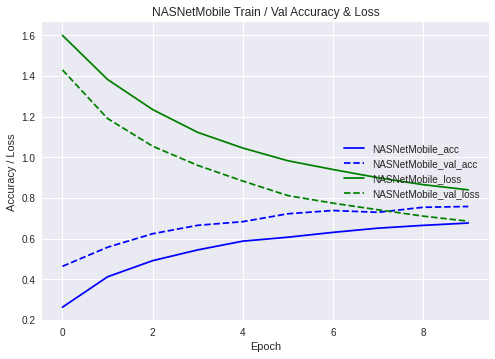 NASNetMobile Train / Val Accuracy & Loss
1.6
1.4
1.2
1.0
0.8
0.6
0.4
0.2
Accuracy / Loss
NASNetMobile_acc
NASNetMobile_val_acc
NASNetMobile_loss
NASNetMobile_val_loss
0 2 4 6 8
Epoch